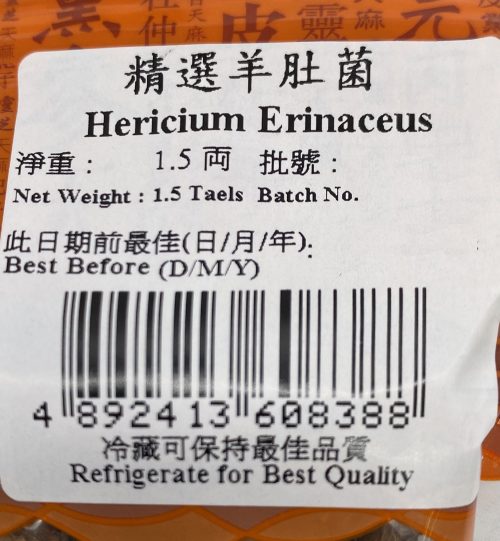 精選羊肚菌
Hericium Erinaceus
淨重： 1.5 両 批號：
Net Weight : 1.5 Taels Batch No.
此日期前最佳(日/月/年):
Best Before (D/M/Y)
4 892413 608388
冷藏可保持最佳品質
Refrigerate for Best Quality